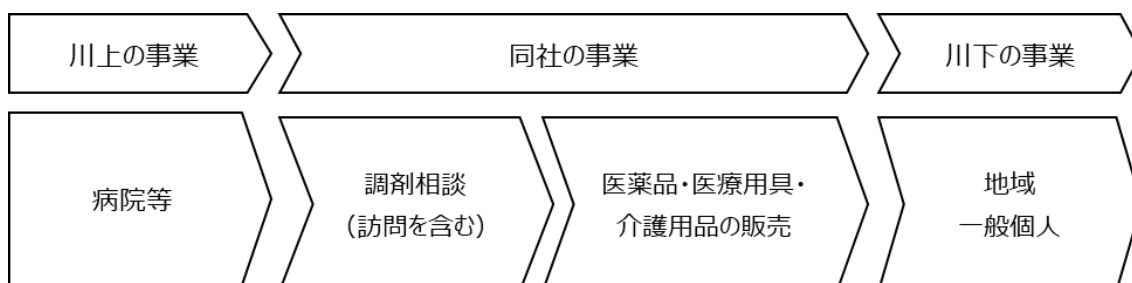 川上の事業
同社の事業
川下の事業
病院等
調剤相談
(訪問を含む)
医薬品・医療用具・
介護用品の販売
地域
一般個人